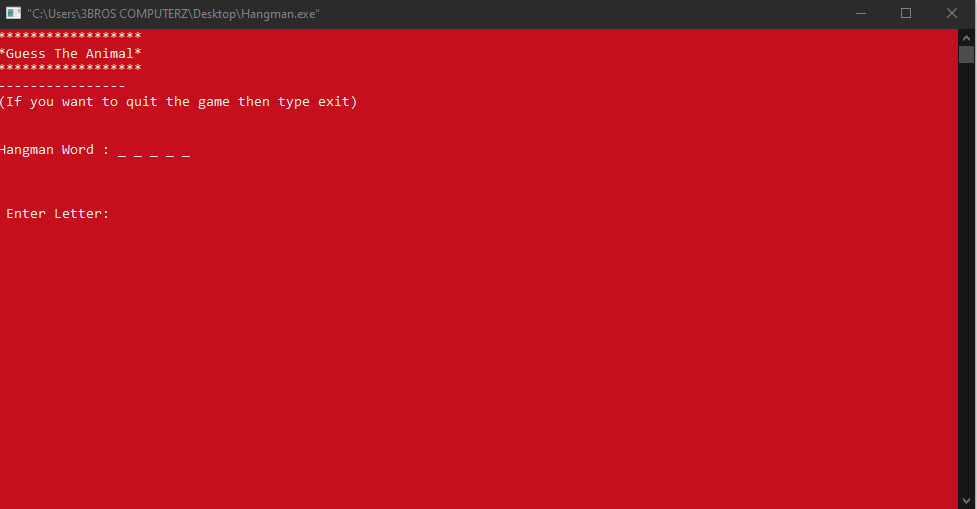 "C:\Users\3BROS COMPUTERZ\Desktop\Hangman.exe"
******************
*Guess The Animal*
******************
----------------
(If you want to quit the game then type exit)
Hangman Word : _ _ _ _ _
Enter Letter: